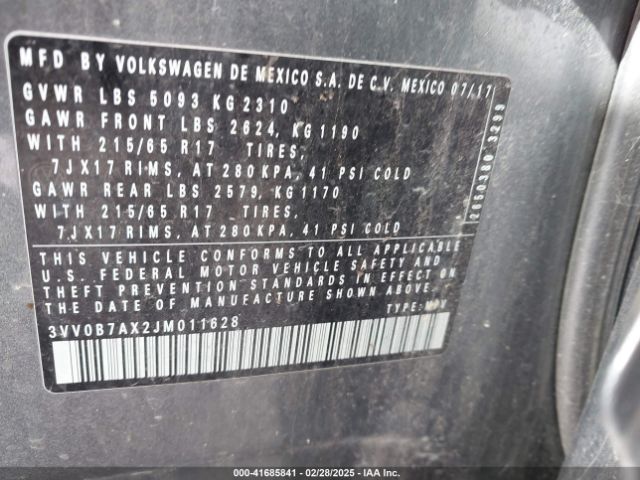 MFD BY VOLKSWAGEN DE MEXICO S.A. DE C.V. MEXICO 07/17
GVWR LBS 5093 KG 2310
GAWR FRONT LBS 2624, KG 1190
WITH 215/65 R17 TIRES,
7JX17 RIMS, AT 280 KPA, 41 PSI COLD
GAWR REAR LBS 2579, KG 1170
WITH 215/65 R17 TIRES,
7JX17 RIMS, AT 280 KPA, 41 PSI COLD
THIS VEHICLE CONFORMS TO ALL APPLICABLE
U.S. FEDERAL MOTOR VEHICLE SAFETY AND
THEFT PREVENTION STANDARDS IN EFFECT ON
THE DATE OF MANUFACTURE SHOWN ABOVE.
3VV0B7AX2JM011628 TYPE: MPV
000-41685841 / 02/28/2025 - IAA Inc.